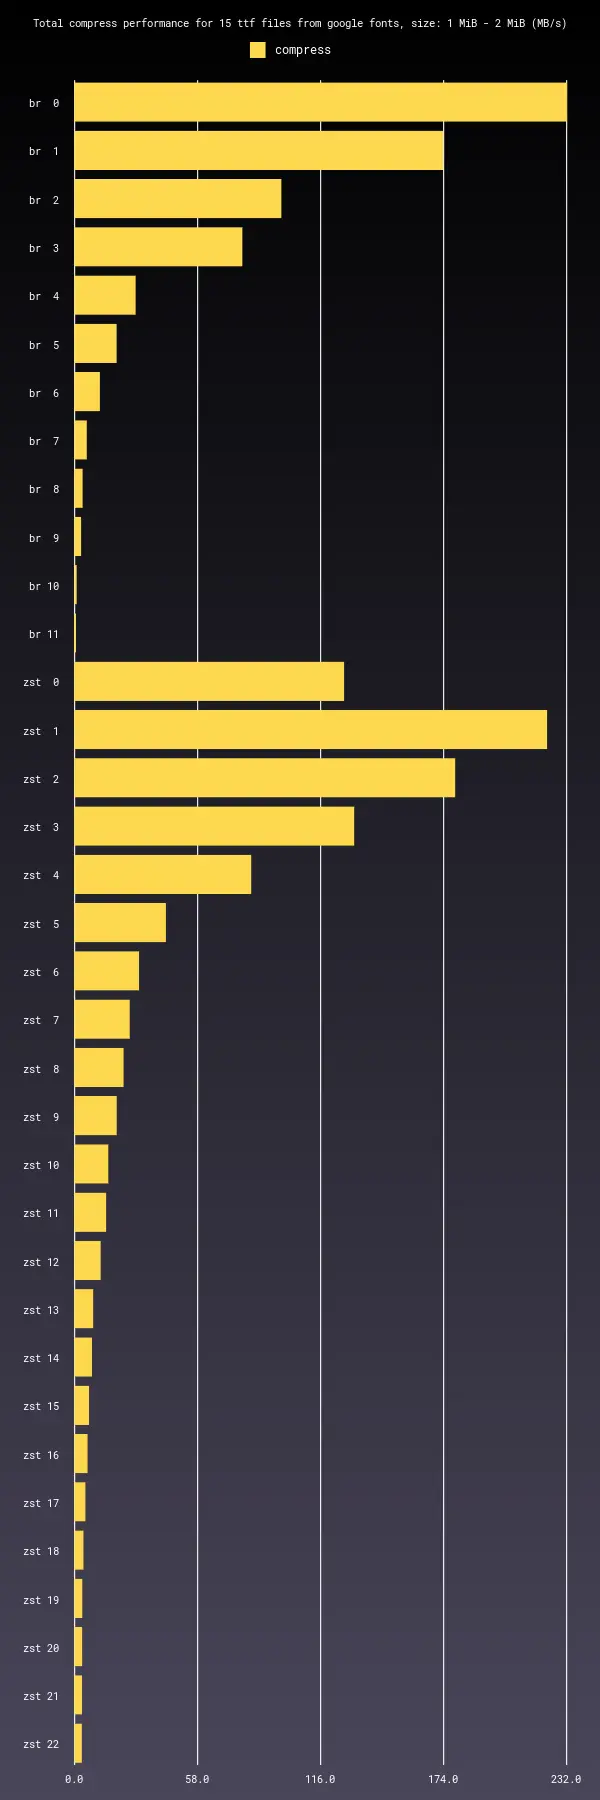 Total compress performance for 15 ttf files from google fonts, size: 1 MiB - 2 MiB (MB/s)
compress
br 0
br 1
br 2
br 3
br 4
br 5
br 6
br 7
br 8
br 9
br 10
br 11
zst 0
zst 1
zst 2
zst 3
zst 4
zst 5
zst 6
zst 7
zst 8
zst 9
zst 10
zst 11
zst 12
zst 13
zst 14
zst 15
zst 16
zst 17
zst 18
zst 19
zst 20
zst 21
zst 22
0.0 58.0 116.0 174.0 232.0